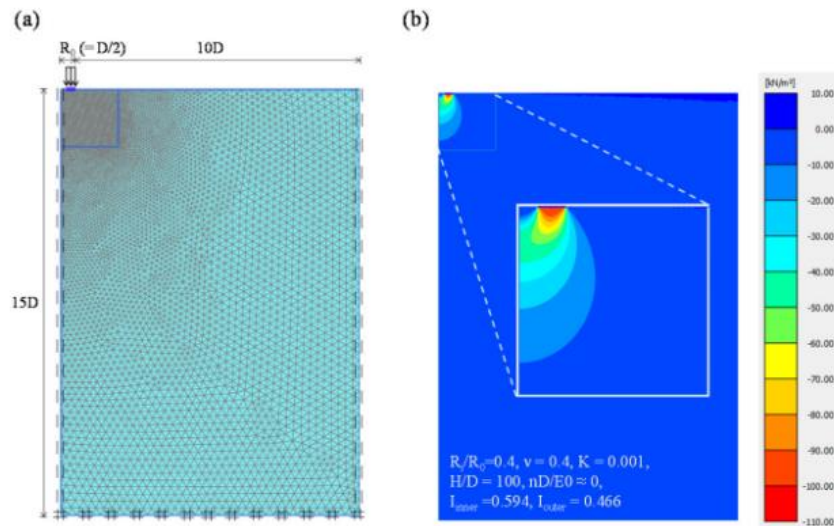 (a)
R₀ (= D/2)
10D
15D
(b)
[kN/m²]
10.00
0.00
-10.00
-20.00
-30.00
-40.00
-50.00
-60.00
-70.00
-80.00
-90.00
-100.00
-110.00
Rᵢ/R₀=0.4, ν = 0.4, K = 0.001,
H/D = 100, nD/E0 ≈ 0,
I_inner =0.594, I_outer = 0.466